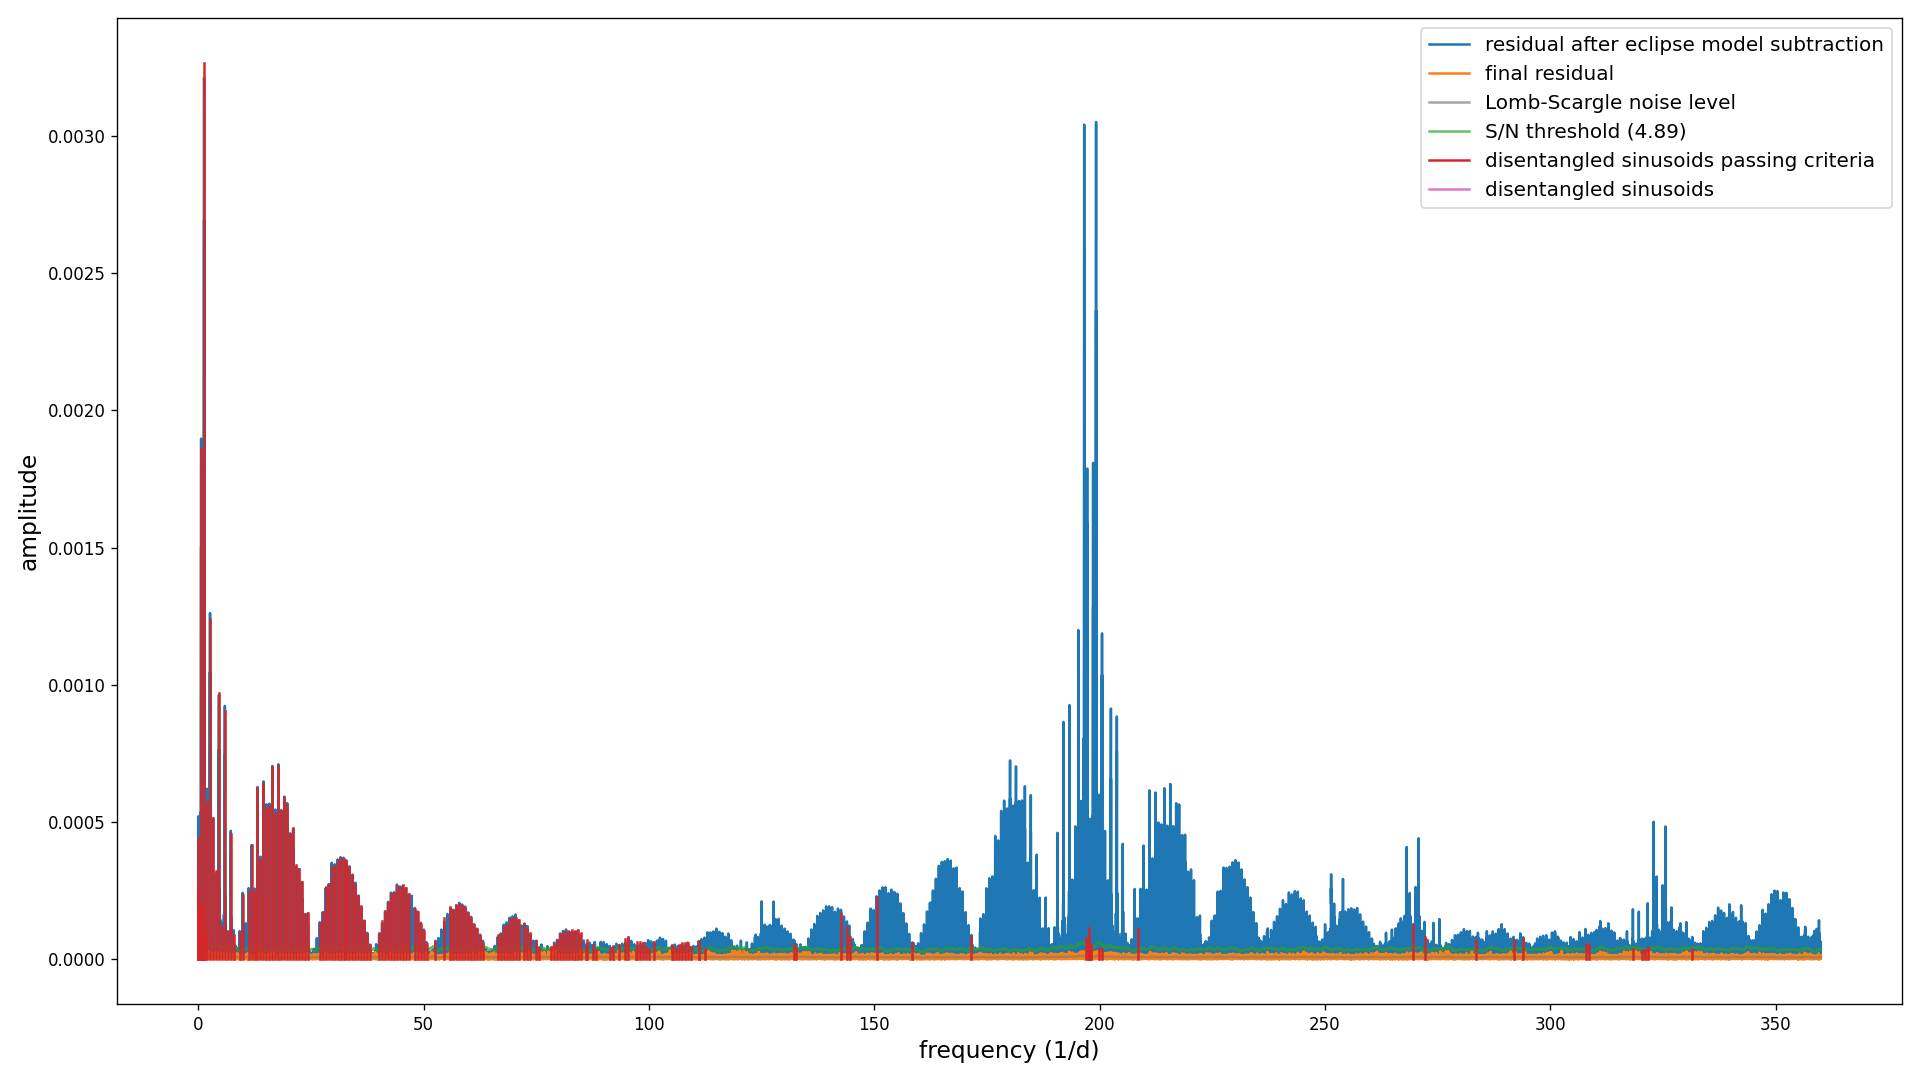 residual after eclipse model subtraction
final residual
Lomb-Scargle noise level
S/N threshold (4.89)
disentangled sinusoids passing criteria
disentangled sinusoids
amplitude
0.0030
0.0025
0.0020
0.0015
0.0010
0.0005
0.0000
0 50 100 150 200 250 300 350
frequency (1/d)